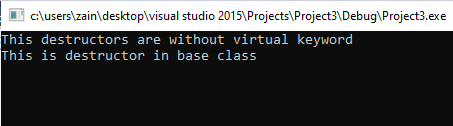 c:\users\zain\desktop\visual studio 2015\Projects\Project3\Debug\Project3.exe
This destructors are without virtual keyword
This is destructor in base class